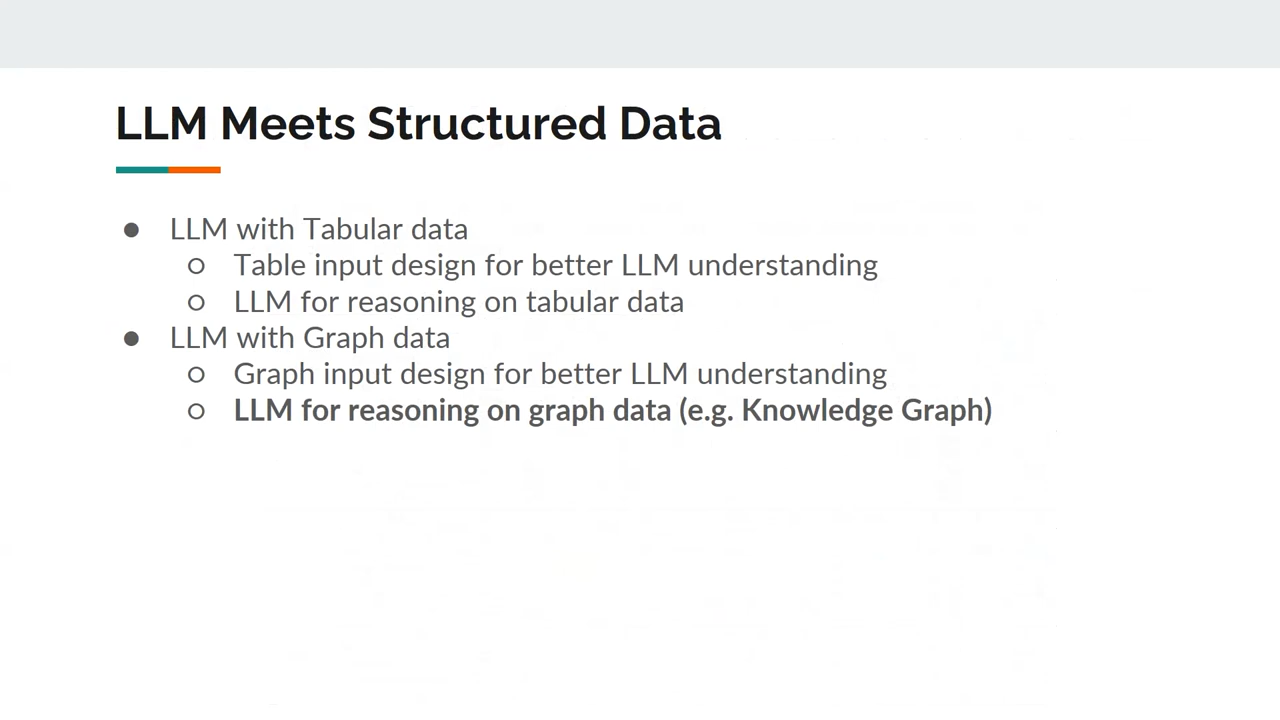 LLM Meets Structured Data
● LLM with Tabular data
○ Table input design for better LLM understanding
○ LLM for reasoning on tabular data
● LLM with Graph data
○ Graph input design for better LLM understanding
○ LLM for reasoning on graph data (e.g. Knowledge Graph)